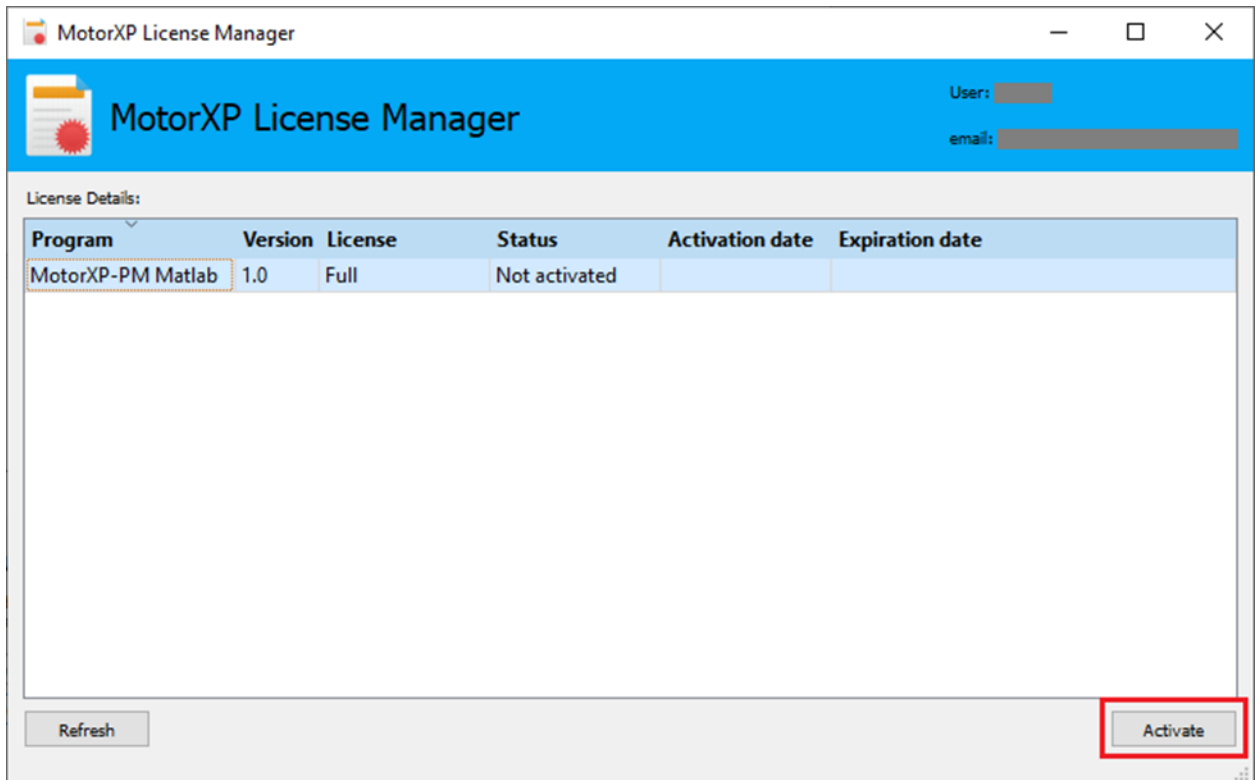 MotorXP License Manager
MotorXP License Manager
User:
email:
License Details:
Program Version License Status Activation date Expiration date
MotorXP-PM Matlab 1.0 Full Not activated
Refresh Activate